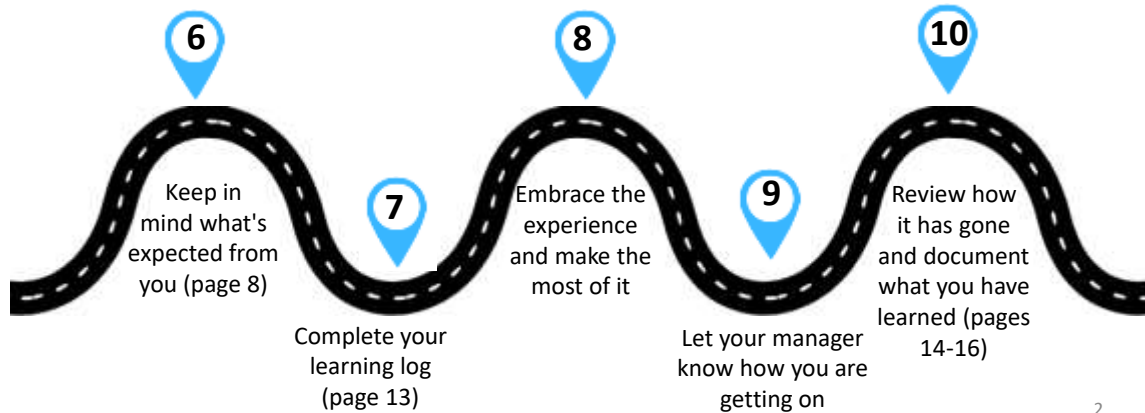 6
Keep in
mind what's
expected from
you (page 8)
7
Complete your
learning log
(page 13)
8
Embrace the
experience
and make the
most of it
9
Let your manager
know how you are
getting on
10
Review how
it has gone
and document
what you have
learned (pages
14-16)
2